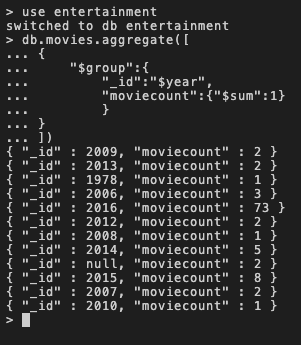 > use entertainment
switched to db entertainment
> db.movies.aggregate([
... {
...     "$group":{
...         "_id":"$year",
...         "moviecount":{"$sum":1}
...         }
... }
... ])
{ "_id" : 2009, "moviecount" : 2 }
{ "_id" : 2013, "moviecount" : 2 }
{ "_id" : 1978, "moviecount" : 1 }
{ "_id" : 2006, "moviecount" : 3 }
{ "_id" : 2016, "moviecount" : 73 }
{ "_id" : 2012, "moviecount" : 2 }
{ "_id" : 2008, "moviecount" : 1 }
{ "_id" : 2014, "moviecount" : 5 }
{ "_id" : null, "moviecount" : 2 }
{ "_id" : 2015, "moviecount" : 8 }
{ "_id" : 2007, "moviecount" : 2 }
{ "_id" : 2010, "moviecount" : 1 }
>